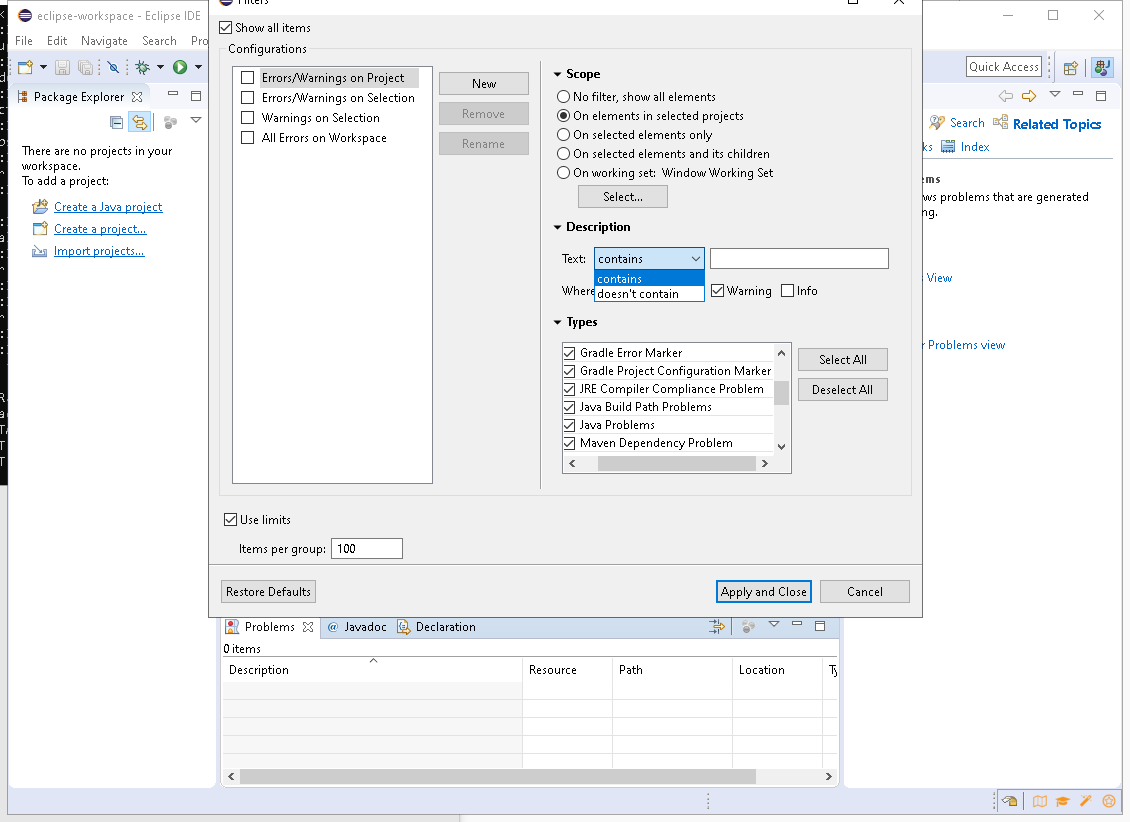 eclipse-workspace - Eclipse IDE
Filters
File Edit Navigate Search Pro
Show all items
Configurations
Quick Access
Package Explorer
Errors/Warnings on Project
Errors/Warnings on Selection
Warnings on Selection
All Errors on Workspace
New
Remove
Rename
Scope
No filter, show all elements
On elements in selected projects
On selected elements only
On selected elements and its children
On working set: Window Working Set
Select...
There are no projects in your
workspace.
To add a project:
Create a Java project
Create a project...
Import projects...
Search Related Topics
ks Index
ms
ws problems that are generated
ng.
View
r Problems view
Description
Text: contains
contains
doesn't contain
Where
Warning Info
Types
Gradle Error Marker
Gradle Project Configuration Marker
JRE Compiler Compliance Problem
Java Build Path Problems
Java Problems
Maven Dependency Problem
Select All
Deselect All
Use limits
Items per group: 100
Restore Defaults
Apply and Close
Cancel
Problems @ Javadoc Declaration
0 items
Description Resource Path Location Ty